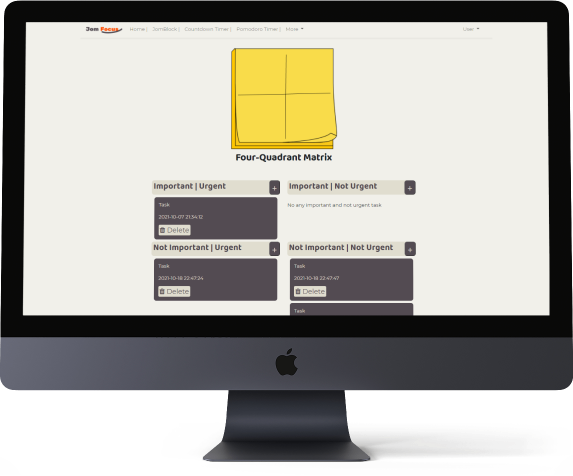 Jam Focus Home | JamBlock | Countdown Timer | Pomodoro Timer | More User
Four-Quadrant Matrix
Important | Urgent + Important | Not Urgent +
Task
2021-10-07 21:34:12
Delete
No any important and not urgent task
Not Important | Urgent + Not Important | Not Urgent +
Task Task
2021-10-18 22:47:24 2021-10-18 22:47:47
Delete Delete
Task